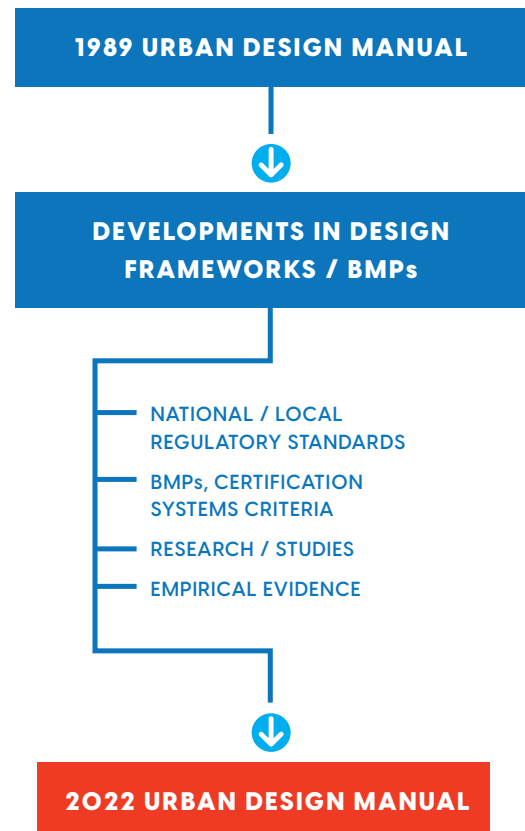 1989 URBAN DESIGN MANUAL
DEVELOPMENTS IN DESIGN
FRAMEWORKS / BMPs
NATIONAL / LOCAL
REGULATORY STANDARDS
BMPs, CERTIFICATION
SYSTEMS CRITERIA
RESEARCH / STUDIES
EMPIRICAL EVIDENCE
2022 URBAN DESIGN MANUAL